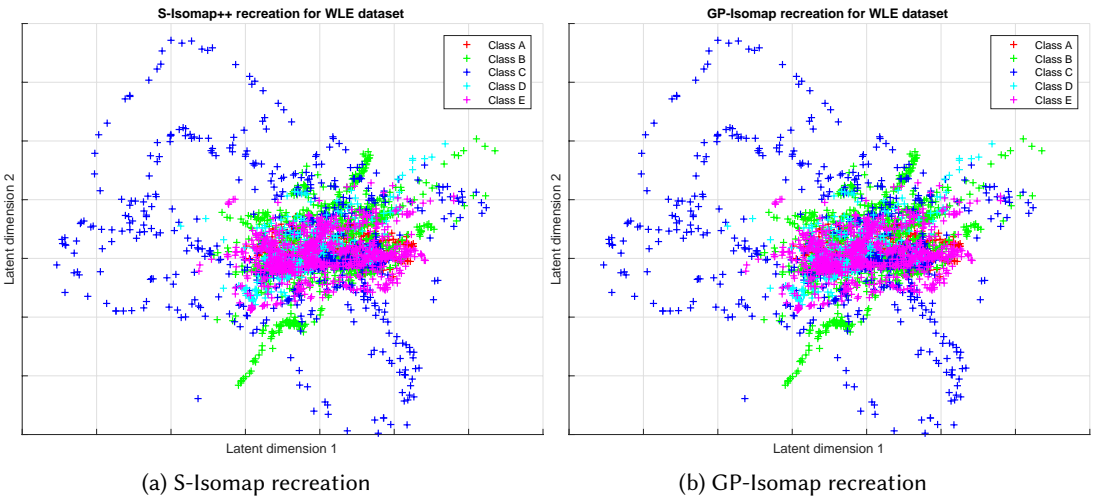 S-Isomap++ recreation for WLE dataset
Class A
Class B
Class C
Class D
Class E
Latent dimension 2
Latent dimension 1
(a) S-Isomap recreation
GP-Isomap recreation for WLE dataset
Class A
Class B
Class C
Class D
Class E
Latent dimension 2
Latent dimension 1
(b) GP-Isomap recreation